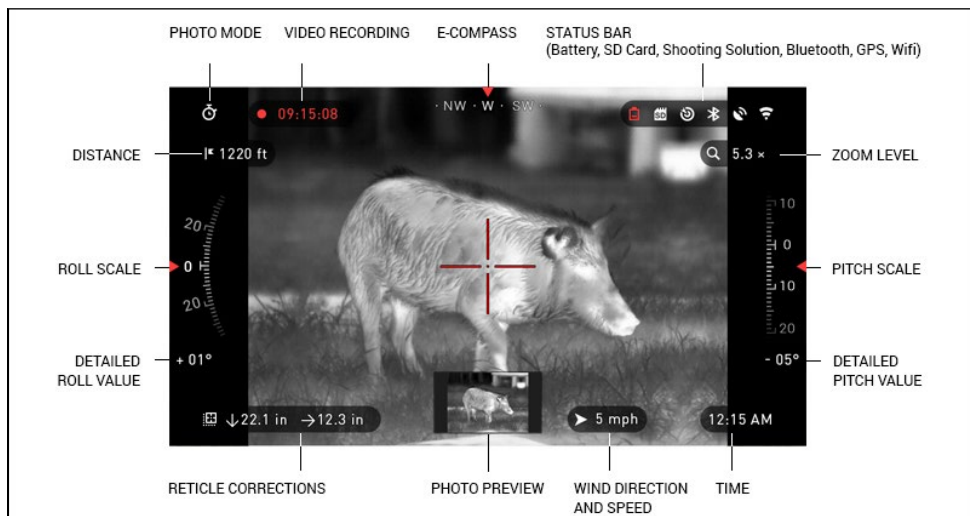 PHOTO MODE
VIDEO RECORDING
E-COMPASS
STATUS BAR
(Battery, SD Card, Shooting Solution, Bluetooth, GPS, Wifi)
09:15:08
· NW · W · SW ·
SD
DISTANCE
1220 ft
5.3 ×
ZOOM LEVEL
20
10
ROLL SCALE
0
0
PITCH SCALE
20
10
20
DETAILED
ROLL VALUE
+ 01°
- 05°
DETAILED
PITCH VALUE
↓22.1 in →12.3 in
5 mph
12:15 AM
RETICLE CORRECTIONS
PHOTO PREVIEW
WIND DIRECTION
AND SPEED
TIME